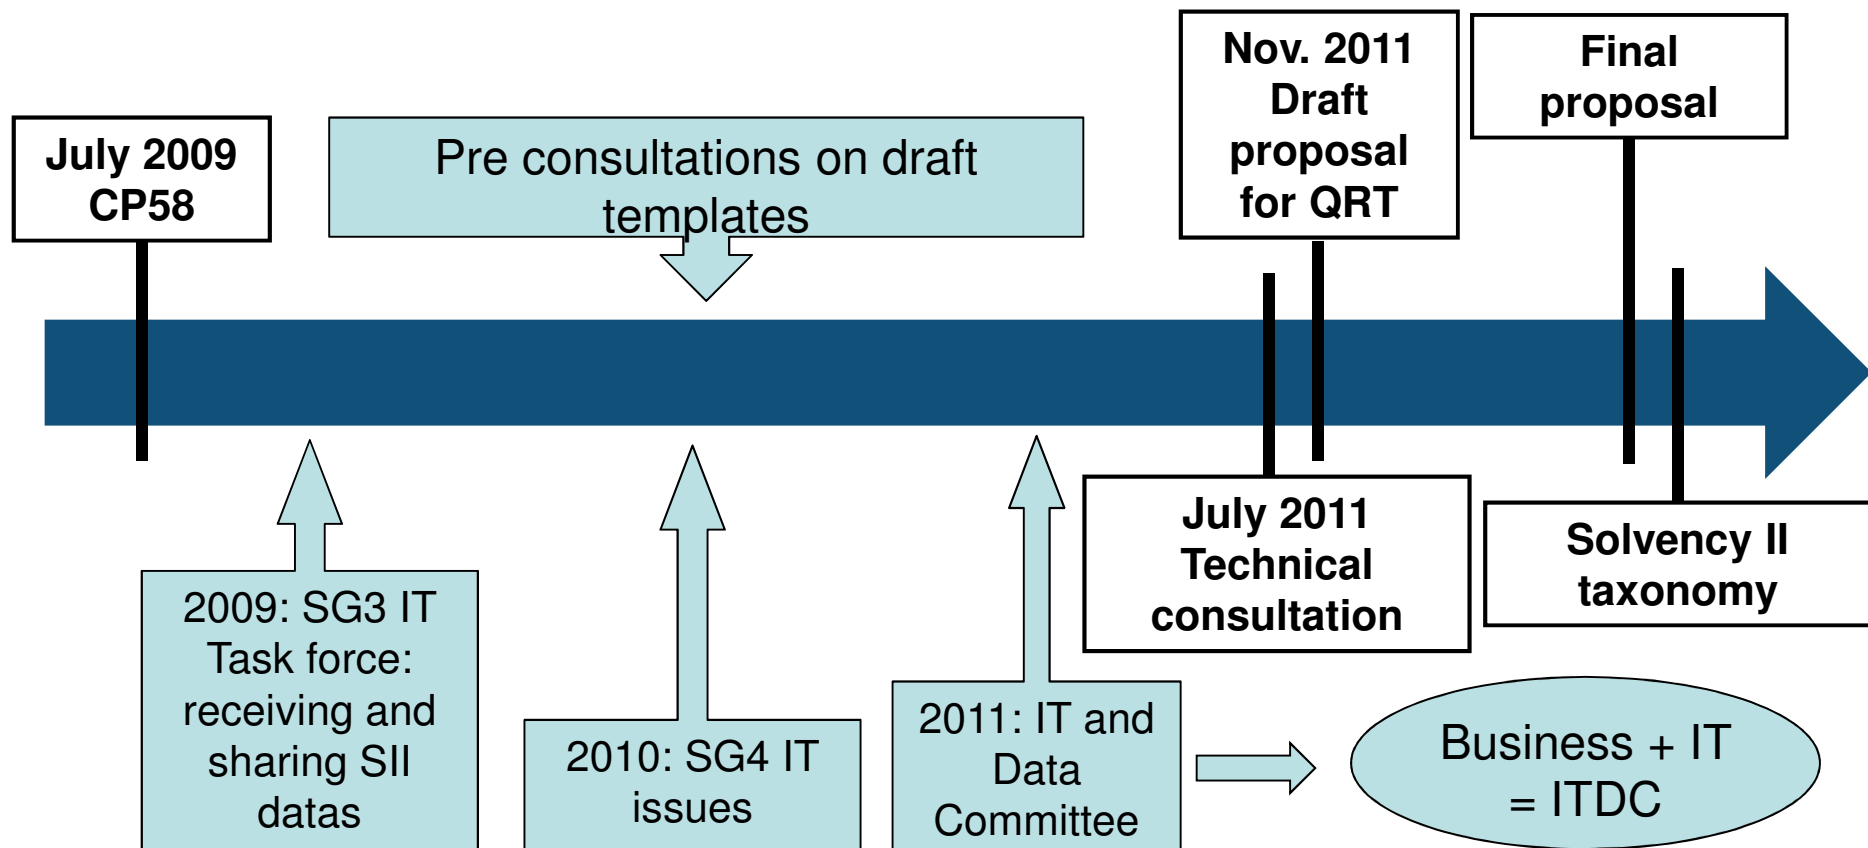 July 2009
CP58
Pre consultations on draft
templates
Nov. 2011
Draft
proposal
for QRT
Final
proposal
July 2011
Technical
consultation
Solvency II
taxonomy
2009: SG3 IT
Task force:
receiving and
sharing SII
datas
2010: SG4 IT
issues
2011: IT and
Data
Committee
Business + IT
= ITDC